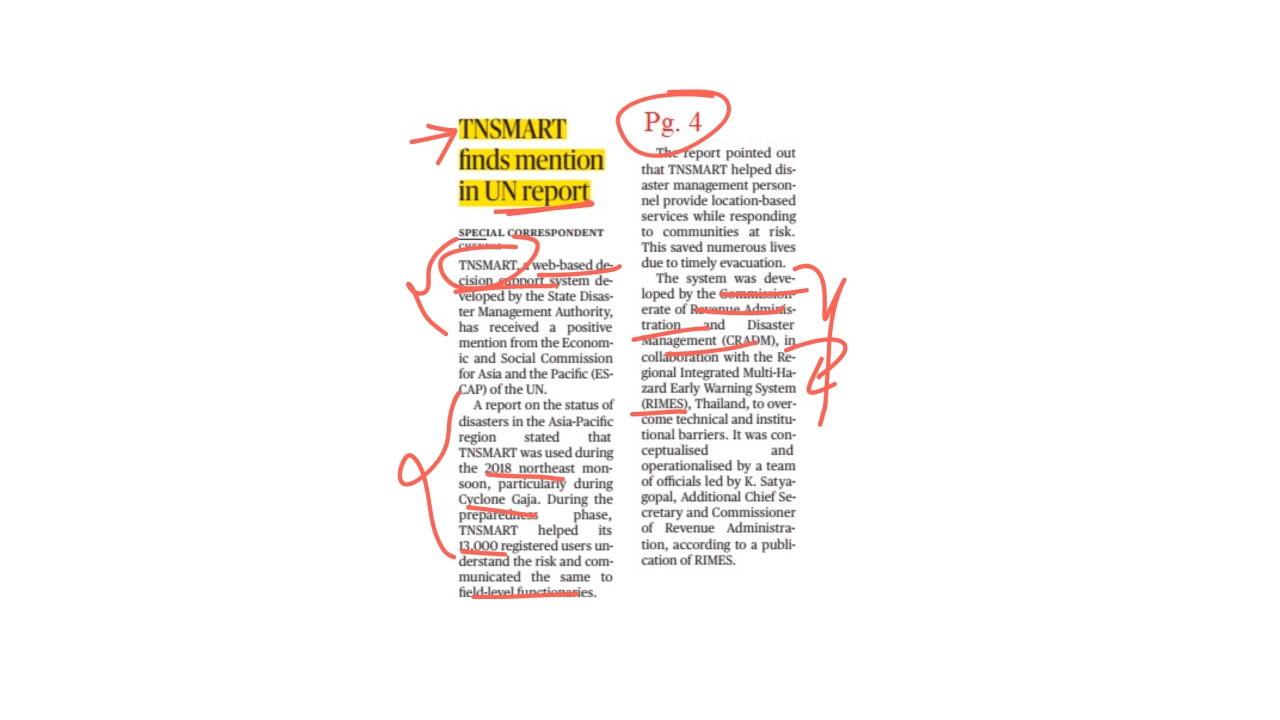 TNSMART
finds mention
in UN report
SPECIAL CORRESPONDENT
CHENNAI
TNSMART, a web-based de-
cision support system de-
veloped by the State Disas-
ter Management Authority,
has received a positive
mention from the Econom-
ic and Social Commission
for Asia and the Pacific (ES-
CAP) of the UN.
A report on the status of
disasters in the Asia-Pacific
region stated that
TNSMART was used during
the 2018 northeast mon-
soon, particularly during
Cyclone Gaja. During the
preparedness phase,
TNSMART helped its
13,000 registered users un-
derstand the risk and com-
municated the same to
field-level functionaries.
Pg. 4
The report pointed out
that TNSMART helped dis-
aster management person-
nel provide location-based
services while responding
to communities at risk.
This saved numerous lives
due to timely evacuation.
The system was deve-
loped by the Commission-
erate of Revenue Adminis-
tration and Disaster
Management (CRADM), in
collaboration with the Re-
gional Integrated Multi-Ha-
zard Early Warning System
(RIMES), Thailand, to over-
come technical and institu-
tional barriers. It was con-
ceptualised and
operationalised by a team
of officials led by K. Satya-
gopal, Additional Chief Se-
cretary and Commissioner
of Revenue Administra-
tion, according to a publi-
cation of RIMES.